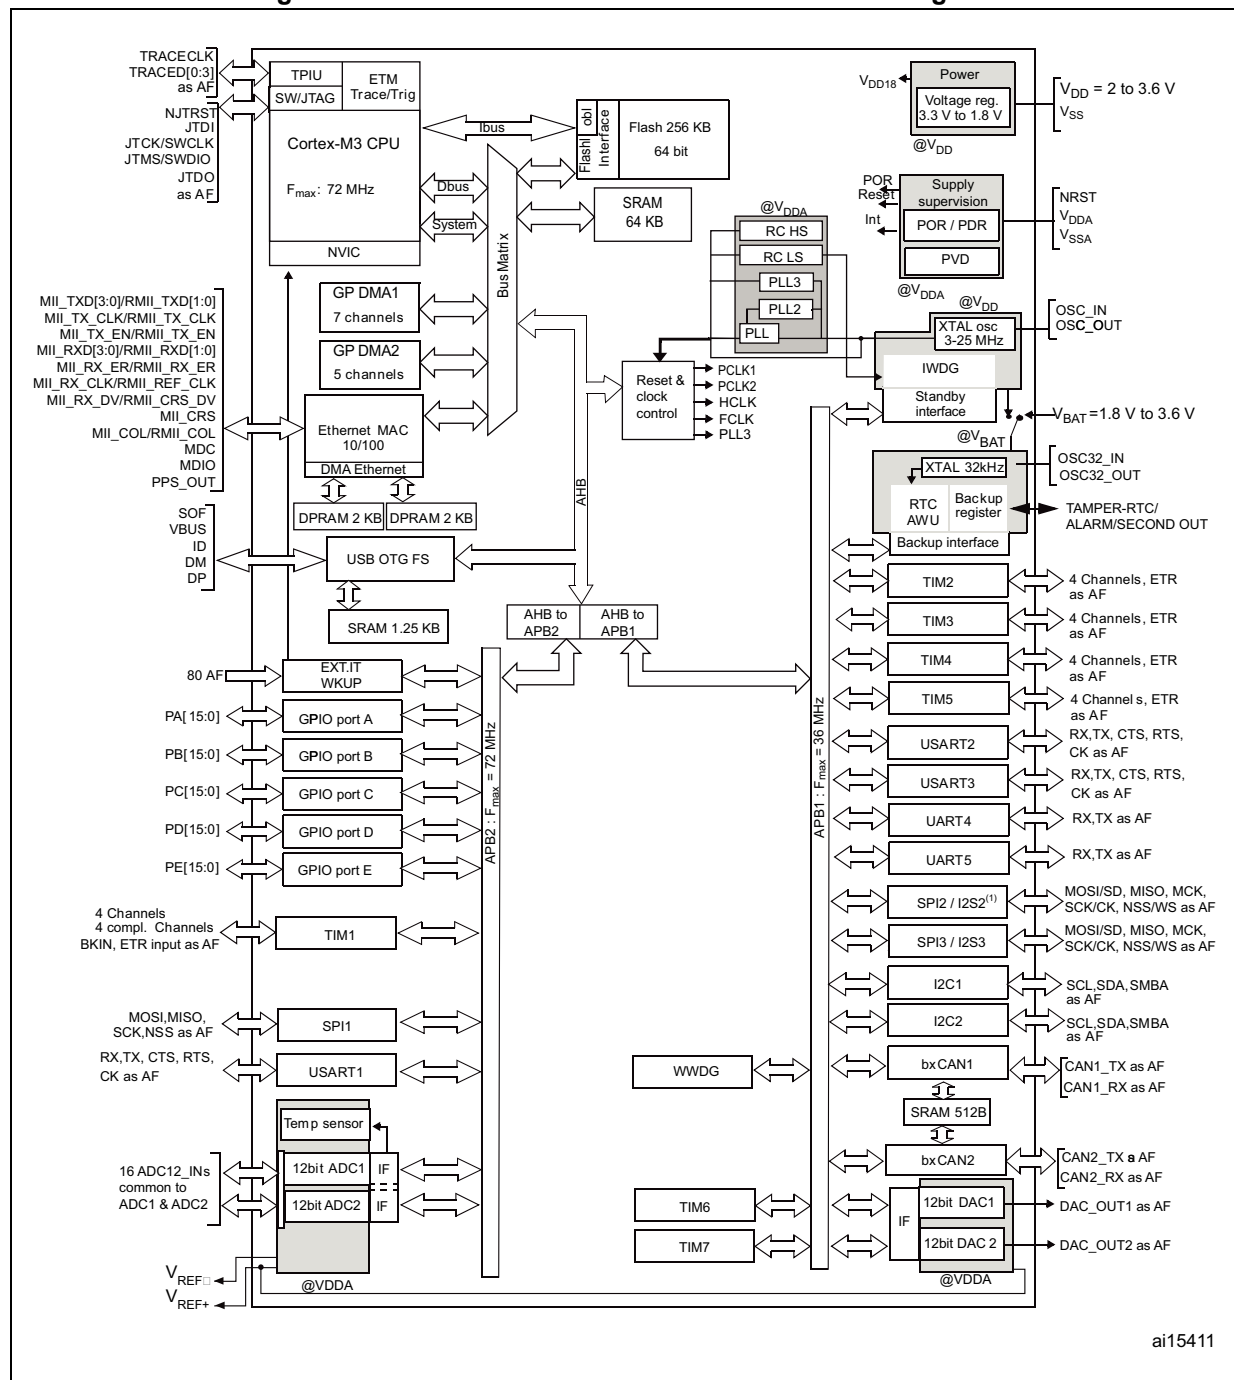 TRACECLK
TRACED[0:3]
as AF
NJTRST
JTDI
JTCK/SWCLK
JTMS/SWDIO
JTDO
as AF
TPIU
SW/JTAG
ETM
Trace/Trig
Cortex-M3 CPU
Fmax: 72 MHz
NVIC
Ibus
Dbus
System
Bus Matrix
Flashl
obl
Interface
Flash 256 KB
64 bit
SRAM
64 KB
VDD18
Power
Voltage reg.
3.3 V to 1.8 V
@VDD
VDD = 2 to 3.6 V
VSS
POR
Reset
Int
Supply
supervision
POR / PDR
PVD
@VDDA
NRST
VDDA
VSSA
@VDDA
RC HS
RC LS
PLL3
PLL2
PLL
@VDD
XTAL osc
3-25 MHz
IWDG
Standby
interface
OSC_IN
OSC_OUT
VBAT =1.8 V to 3.6 V
@VBAT
XTAL 32kHz
RTC
AWU
Backup
register
Backup interface
OSC32_IN
OSC32_OUT
TAMPER-RTC/
ALARM/SECOND OUT
Reset &
clock
control
PCLK1
PCLK2
HCLK
FCLK
PLL3
GP DMA1
7 channels
GP DMA2
5 channels
MII_TXD[3:0]/RMII_TXD[1:0]
MII_TX_CLK/RMII_TX_CLK
MII_TX_EN/RMII_TX_EN
MII_RXD[3:0]/RMII_RXD[1:0]
MII_RX_ER/RMII_RX_ER
MII_RX_CLK/RMII_REF_CLK
MII_RX_DV/RMII_CRS_DV
MII_CRS
MII_COL/RMII_COL
MDC
MDIO
PPS_OUT
Ethernet MAC
10/100
DMA Ethernet
DPRAM 2 KB
DPRAM 2 KB
AHB
SOF
VBUS
ID
DM
DP
USB OTG FS
SRAM 1.25 KB
AHB to
APB2
AHB to
APB1
80 AF
EXT.IT
WKUP
PA[15:0]
GPIO port A
PB[15:0]
GPIO port B
PC[15:0]
GPIO port C
PD[15:0]
GPIO port D
PE[15:0]
GPIO port E
4 Channels
4 compl. Channels
BKIN, ETR input as AF
TIM1
MOSI,MISO,
SCK,NSS as AF
SPI1
RX,TX, CTS, RTS,
CK as AF
USART1
Temp sensor
16 ADC12_INs
common to
ADC1 & ADC2
12bit ADC1
IF
12bit ADC2
IF
VREF
VREF+
@VDDA
APB2 : Fmax = 72 MHz
APB1 : Fmax = 36 MHz
TIM2
4 Channels, ETR
as AF
TIM3
4 Channels, ETR
as AF
TIM4
4 Channels, ETR
as AF
TIM5
4 Channels, ETR
as AF
USART2
RX,TX, CTS, RTS,
CK as AF
USART3
RX,TX, CTS, RTS,
CK as AF
UART4
RX,TX as AF
UART5
RX,TX as AF
SPI2 / I2S2(1)
MOSI/SD, MISO, MCK,
SCK/CK, NSS/WS as AF
SPI3 / I2S3
MOSI/SD, MISO, MCK,
SCK/CK, NSS/WS as AF
I2C1
SCL,SDA,SMBA
as AF
I2C2
SCL,SDA,SMBA
as AF
WWDG
bxCAN1
CAN1_TX as AF
CAN1_RX as AF
SRAM 512B
bxCAN2
CAN2_TX a AF
CAN2_RX as AF
TIM6
TIM7
IF
12bit DAC1
DAC_OUT1 as AF
12bit DAC 2
DAC_OUT2 as AF
@VDDA
ai15411